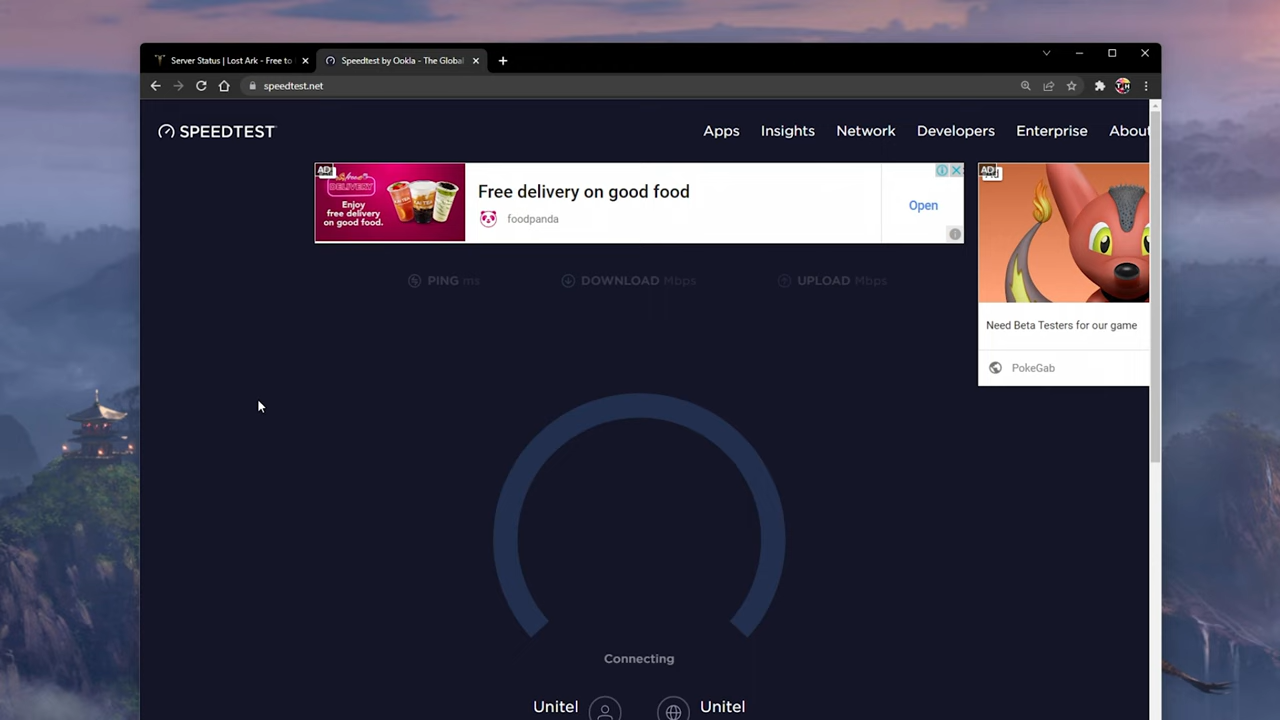 Server Status | Lost Ark - Free to
Speedtest by Ookla - The Global
speedtest.net
SPEEDTEST
Apps Insights Network Developers Enterprise About
AD
DELIVERY
Enjoy
free delivery
on good food.
Free delivery on good food
foodpanda
Open
AD
Ad
Need Beta Testers for our game
PokeGab
PING ms DOWNLOAD Mbps UPLOAD Mbps
Connecting
Unitel Unitel